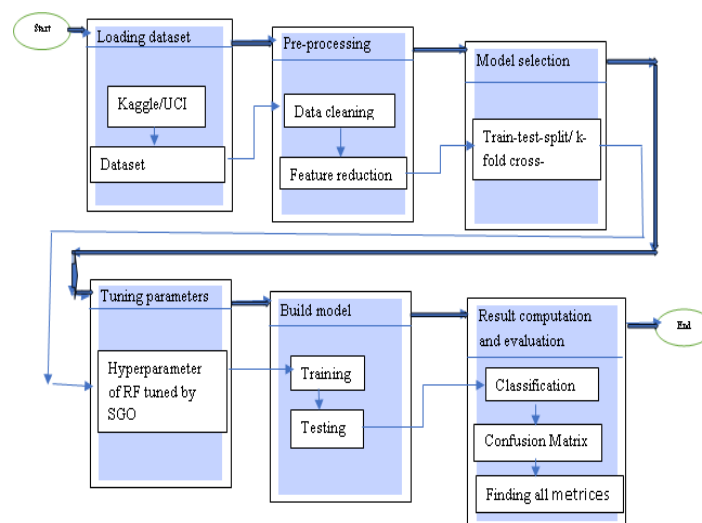 Start
Loading dataset
Kaggle/UCI
Dataset
Pre-processing
Data cleaning
Feature reduction
Model selection
Train-test-split/ k-
fold cross-
Tuning parameters
Hyperparameter
of RF tuned by
SGO
Build model
Training
Testing
Result computation
and evaluation
Classification
Confusion Matrix
Finding all metrices
End